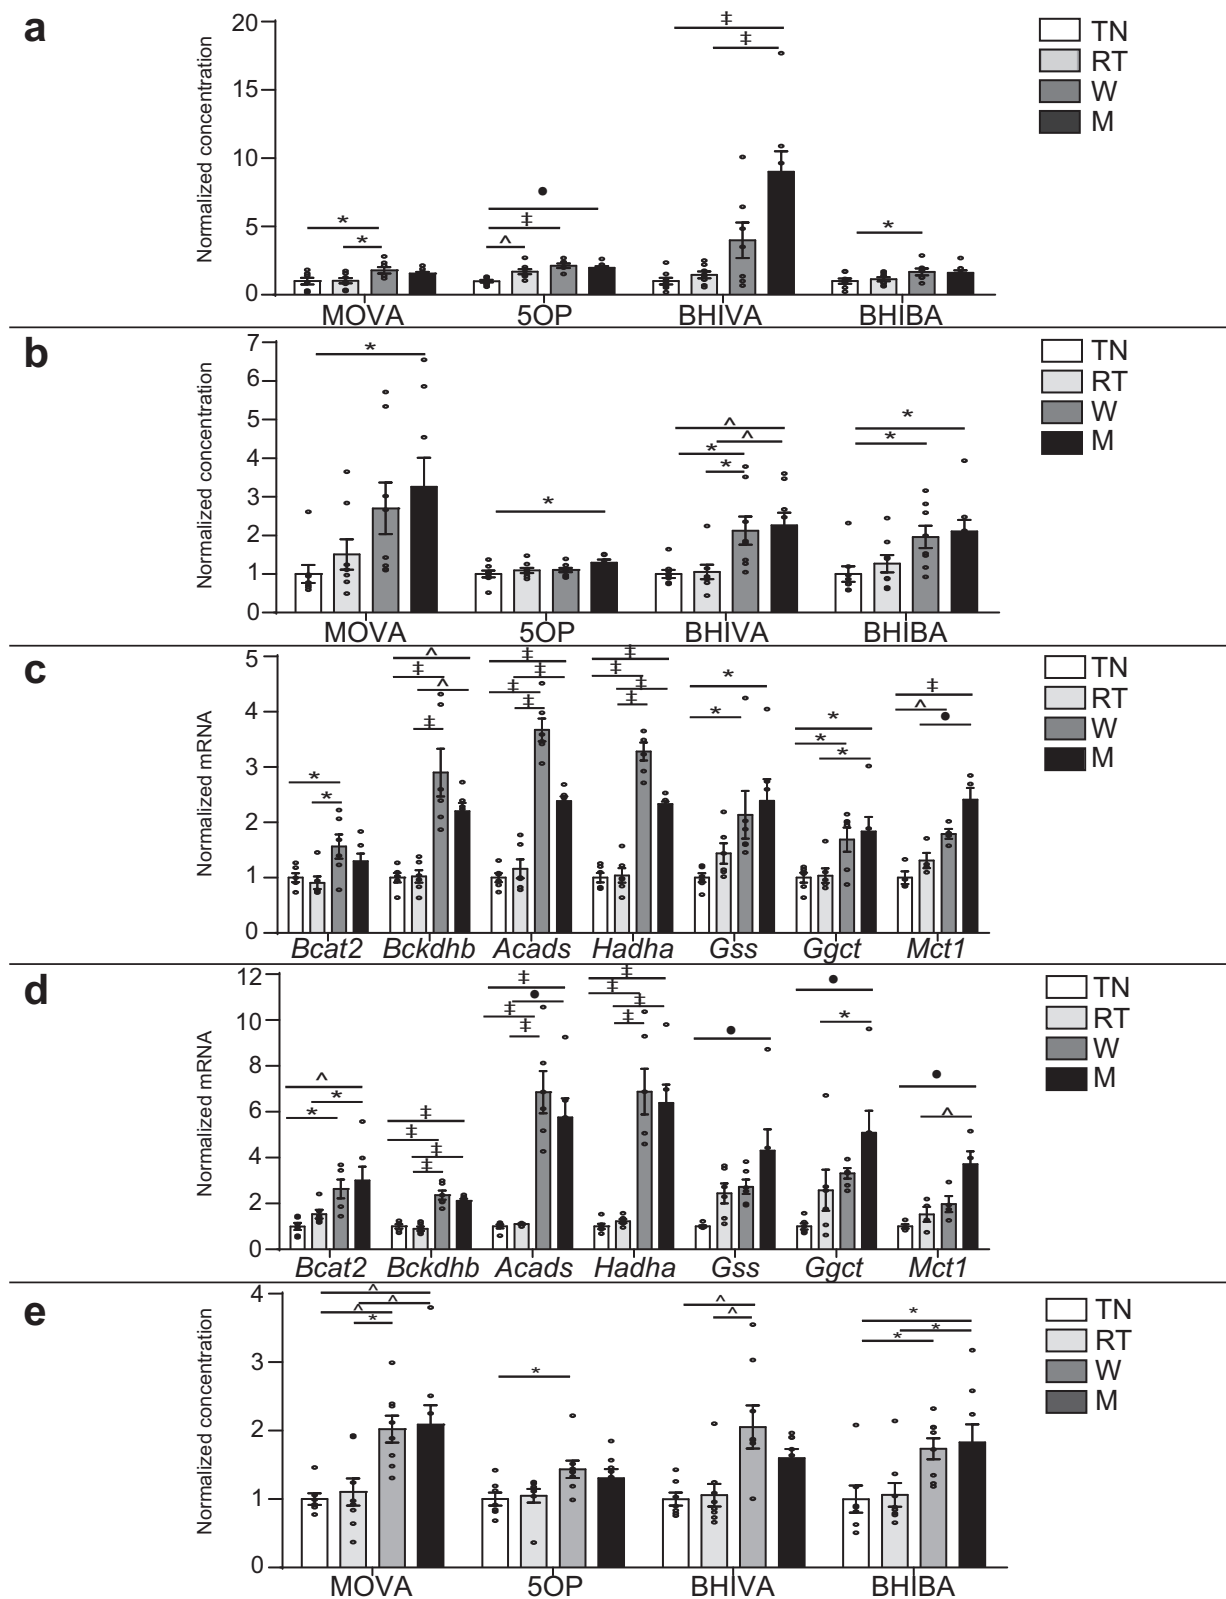 a
Normalized concentration
20
15
10
5
0
‡
‡
*
*
●
‡
^
*
MOVA 5OP BHIVA BHIBA
TN
RT
W
M
b
Normalized concentration
7
6
5
4
3
2
1
0
*
*
^
^
*
*
*
*
MOVA 5OP BHIVA BHIBA
TN
RT
W
M
c
Normalized mRNA
5
4
3
2
1
0
*
*
^
‡
^
‡
‡
‡
‡
‡
‡
‡
‡
‡
*
*
*
*
*
‡
^
●
Bcat2 Bckdhb Acads Hadha Gss Ggct Mct1
TN
RT
W
M
d
Normalized mRNA
12
10
8
6
4
2
0
^
*
*
‡
‡
‡
‡
‡
●
‡
‡
‡
‡
‡
‡
●
●
*
●
^
Bcat2 Bckdhb Acads Hadha Gss Ggct Mct1
TN
RT
W
M
e
Normalized concentration
4
3
2
1
0
^
^
^
*
*
^
^
*
*
*
MOVA 5OP BHIVA BHIBA
TN
RT
W
M